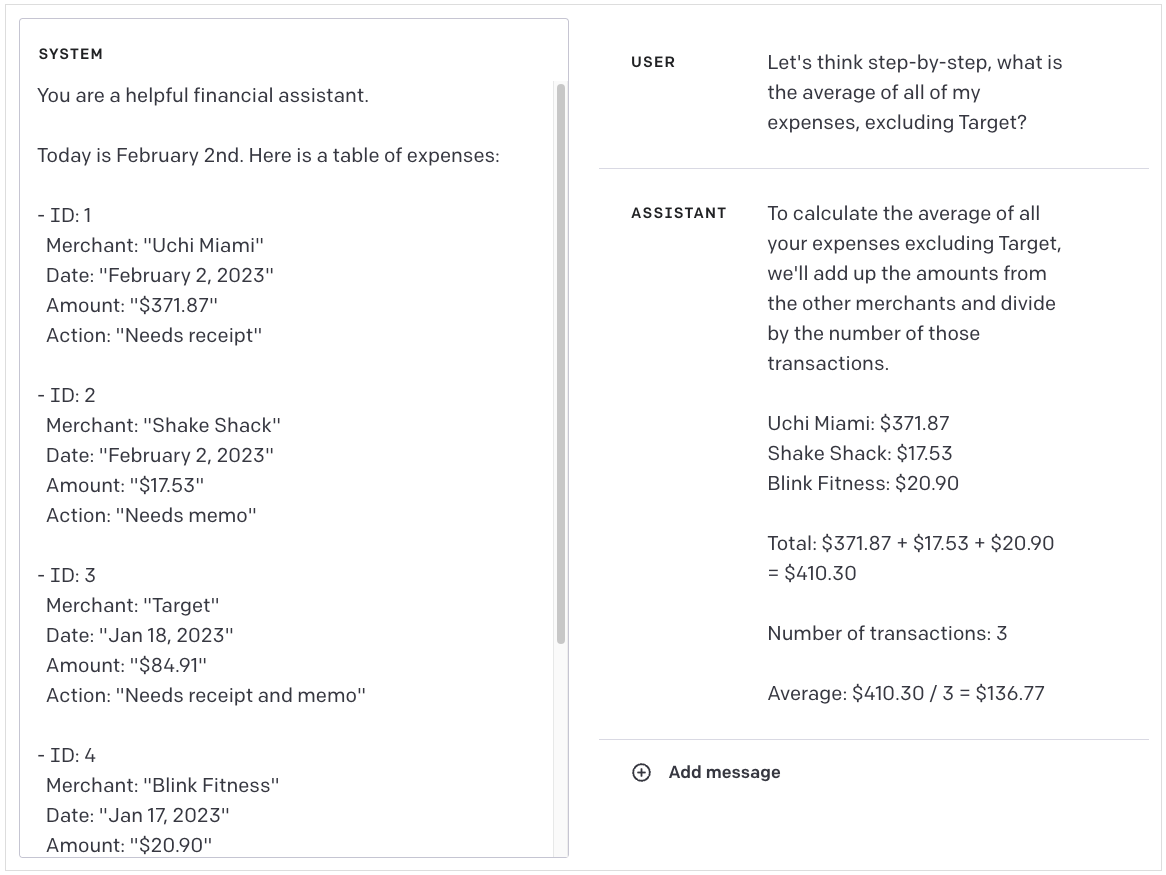 SYSTEM
You are a helpful financial assistant.
Today is February 2nd. Here is a table of expenses:
- ID: 1
Merchant: "Uchi Miami"
Date: "February 2, 2023"
Amount: "$371.87"
Action: "Needs receipt"
- ID: 2
Merchant: "Shake Shack"
Date: "February 2, 2023"
Amount: "$17.53"
Action: "Needs memo"
- ID: 3
Merchant: "Target"
Date: "Jan 18, 2023"
Amount: "$84.91"
Action: "Needs receipt and memo"
- ID: 4
Merchant: "Blink Fitness"
Date: "Jan 17, 2023"
Amount: "$20.90"
USER
Let's think step-by-step, what is
the average of all of my
expenses, excluding Target?
ASSISTANT
To calculate the average of all
your expenses excluding Target,
we'll add up the amounts from
the other merchants and divide
by the number of those
transactions.
Uchi Miami: $371.87
Shake Shack: $17.53
Blink Fitness: $20.90
Total: $371.87 + $17.53 + $20.90
= $410.30
Number of transactions: 3
Average: $410.30 / 3 = $136.77
Add message